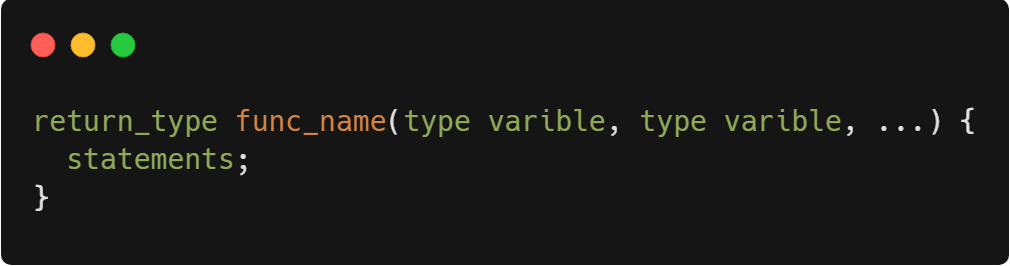 return_type func_name(type varible, type varible, ...) {
  statements;
}